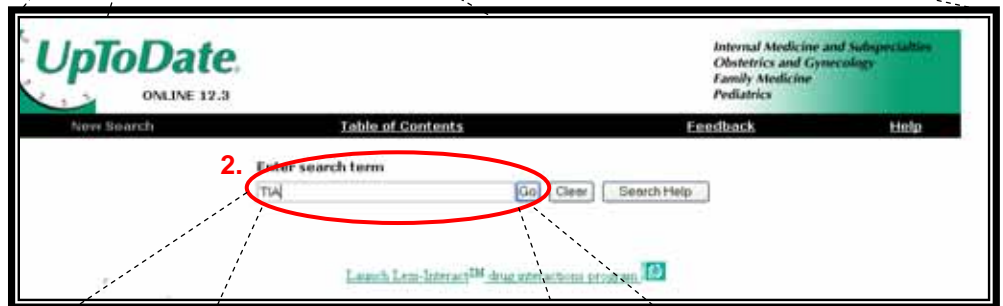 UpToDate.
ONLINE 12.3
Internal Medicine and Subspecialties
Obstetrics and Gynecology
Family Medicine
Pediatrics
New Search Table of Contents Feedback Help
2. Enter search term
TIA Go Clear Search Help
Launch Lexi-Interact™ drug interactions program